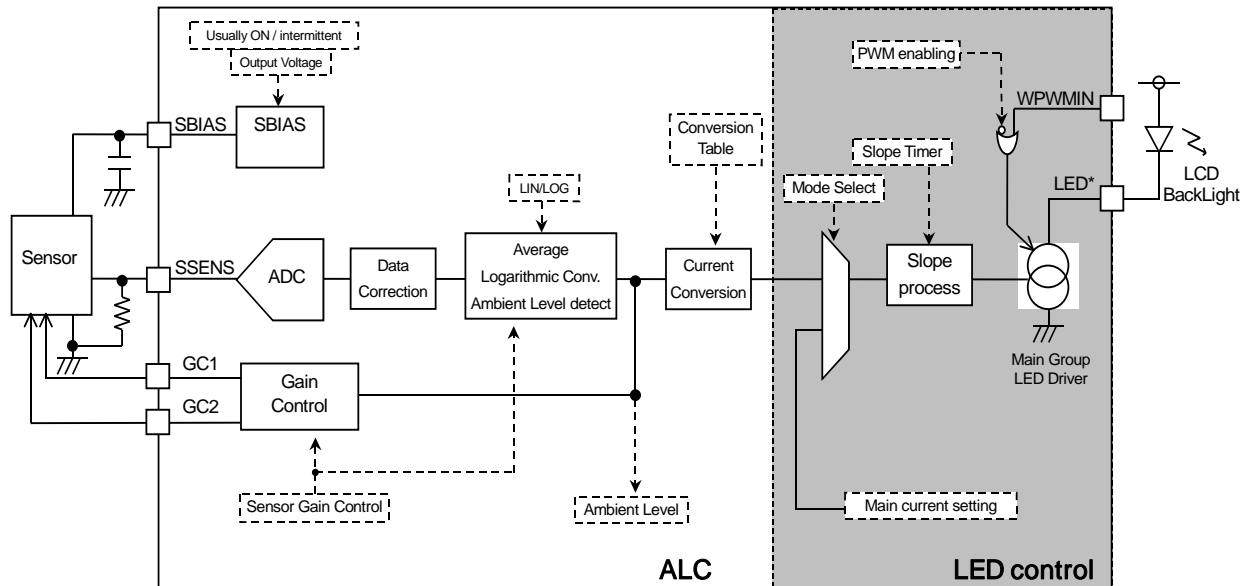 Usually ON / intermittent
Output Voltage
PWM enabling
SBIAS
SBIAS
WPWMIN
Conversion
Table
Slope Timer
LCD
BackLight
LIN/LOG
Mode Select
LED*
Sensor
SSENS
ADC
Data
Correction
Average
Logarithmic Conv.
Ambient Level detect
Current
Conversion
Slope
process
Main Group
LED Driver
GC1
GC2
Gain
Control
Sensor Gain Control
Ambient Level
Main current setting
ALC
LED control